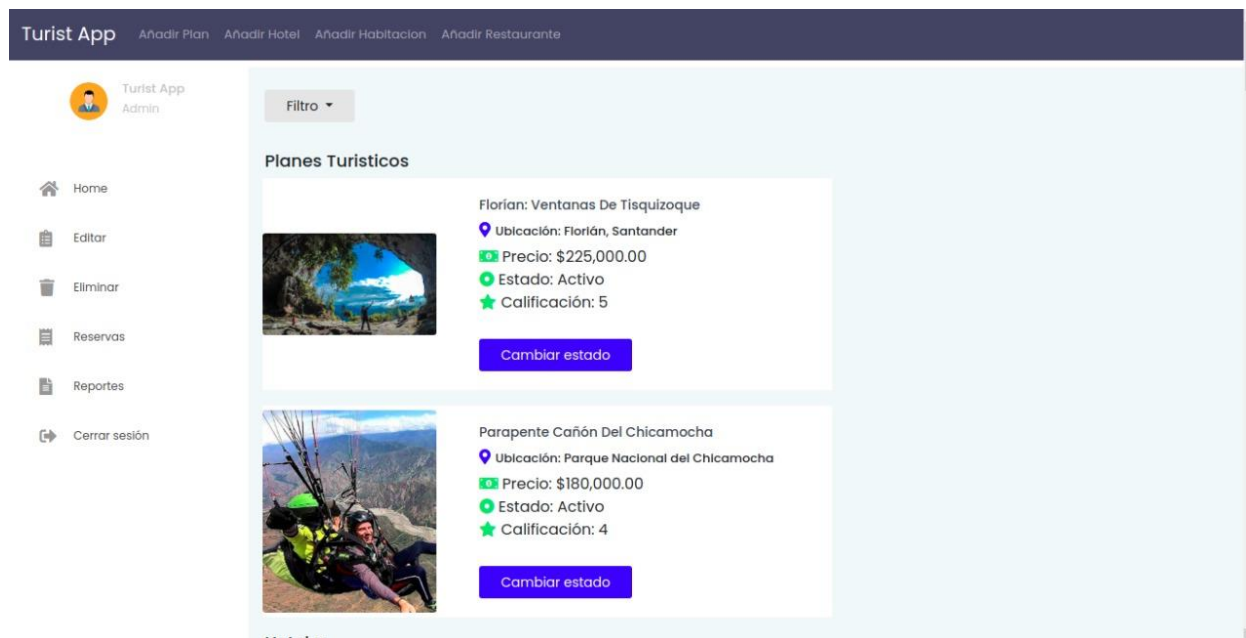 Turist App Añadir Plan Añadir Hotel Añadir Habitacion Añadir Restaurante
Turist App
Admin
Filtro
Planes Turisticos
Home
Editar
Eliminar
Reservas
Reportes
Cerrar sesión
Florían: Ventanas De Tisquizoque
Ubicación: Florián, Santander
Precio: $225,000.00
Estado: Activo
Calificación: 5
Cambiar estado
Parapente Cañón Del Chicamocha
Ubicación: Parque Nacional del Chicamocha
Precio: $180,000.00
Estado: Activo
Calificación: 4
Cambiar estado